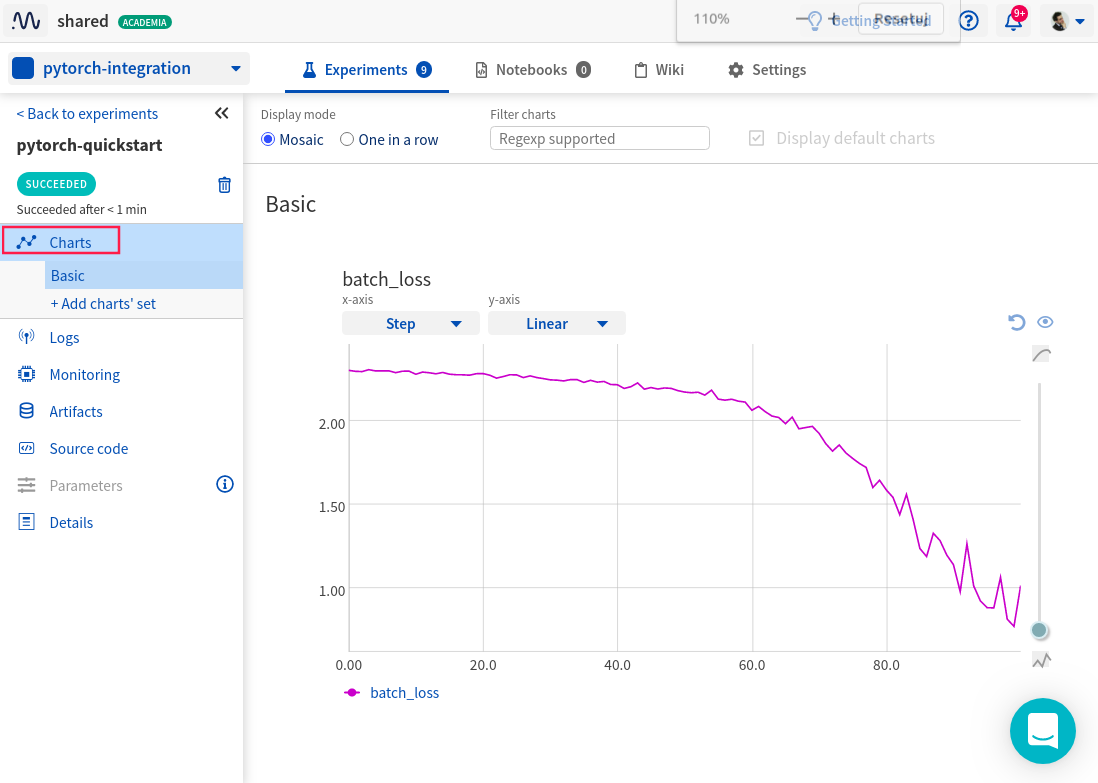 shared ACADEMIA
110% Getting Started Resetuj ? 9+
pytorch-integration
Experiments 9 Notebooks 0 Wiki Settings
< Back to experiments
pytorch-quickstart
SUCCEEDED
Succeeded after < 1 min
Charts
Basic
+ Add charts' set
Logs
Monitoring
Artifacts
Source code
Parameters
Details
Display mode
Mosaic One in a row
Filter charts
Regexp supported
Display default charts
Basic
batch_loss
x-axis y-axis
Step Linear
2.00
1.50
1.00
0.00 20.0 40.0 60.0 80.0
batch_loss